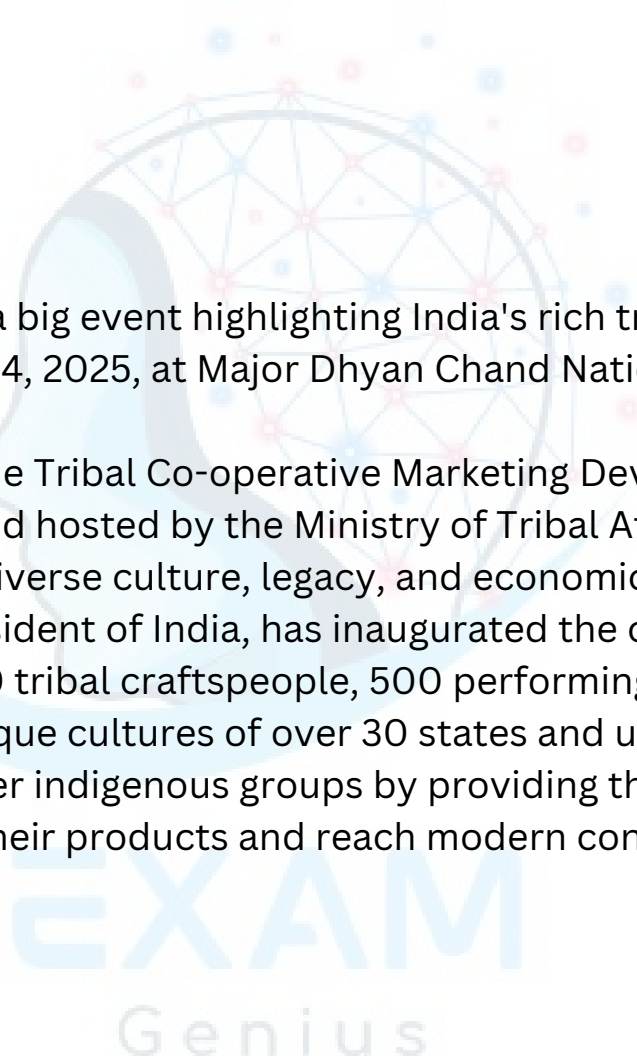 a big event highlighting India's rich tr
4, 2025, at Major Dhyan Chand Nati
e Tribal Co-operative Marketing Dev
d hosted by the Ministry of Tribal Af
iverse culture, legacy, and economic
sident of India, has inaugurated the
0 tribal craftspeople, 500 performing
que cultures of over 30 states and u
er indigenous groups by providing th
heir products and reach modern con
EXAM
Genius